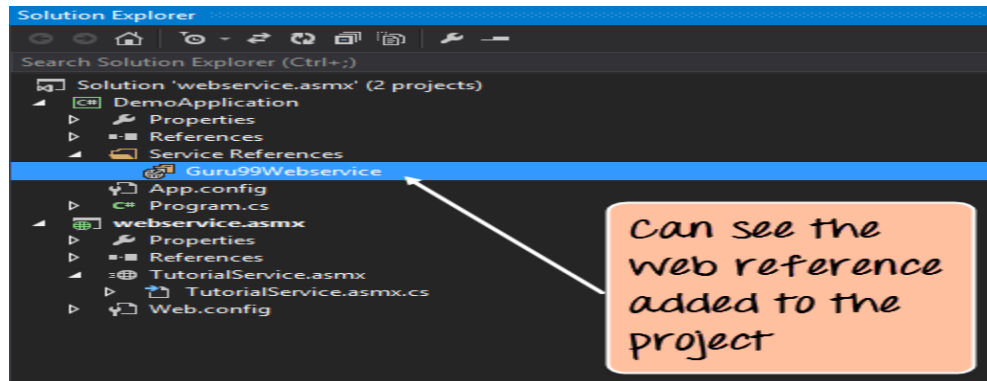 Solution Explorer
Search Solution Explorer (Ctrl+;)
Solution 'webservice.asmx' (2 projects)
C# DemoApplication
Properties
References
Service References
Guru99Webservice
App.config
C# Program.cs
webservice.asmx
Properties
References
TutorialService.asmx
TutorialService.asmx.cs
Web.config
Can see the
web reference
added to the
project